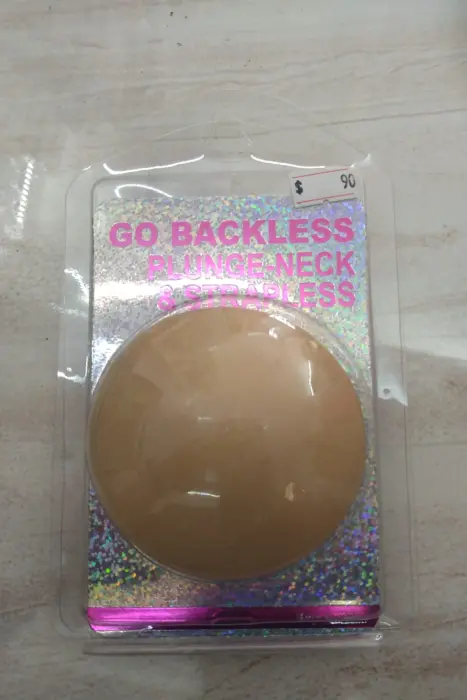 $ 90
GO BACKLESS
PLUNGE-NECK
& STRAPLESS